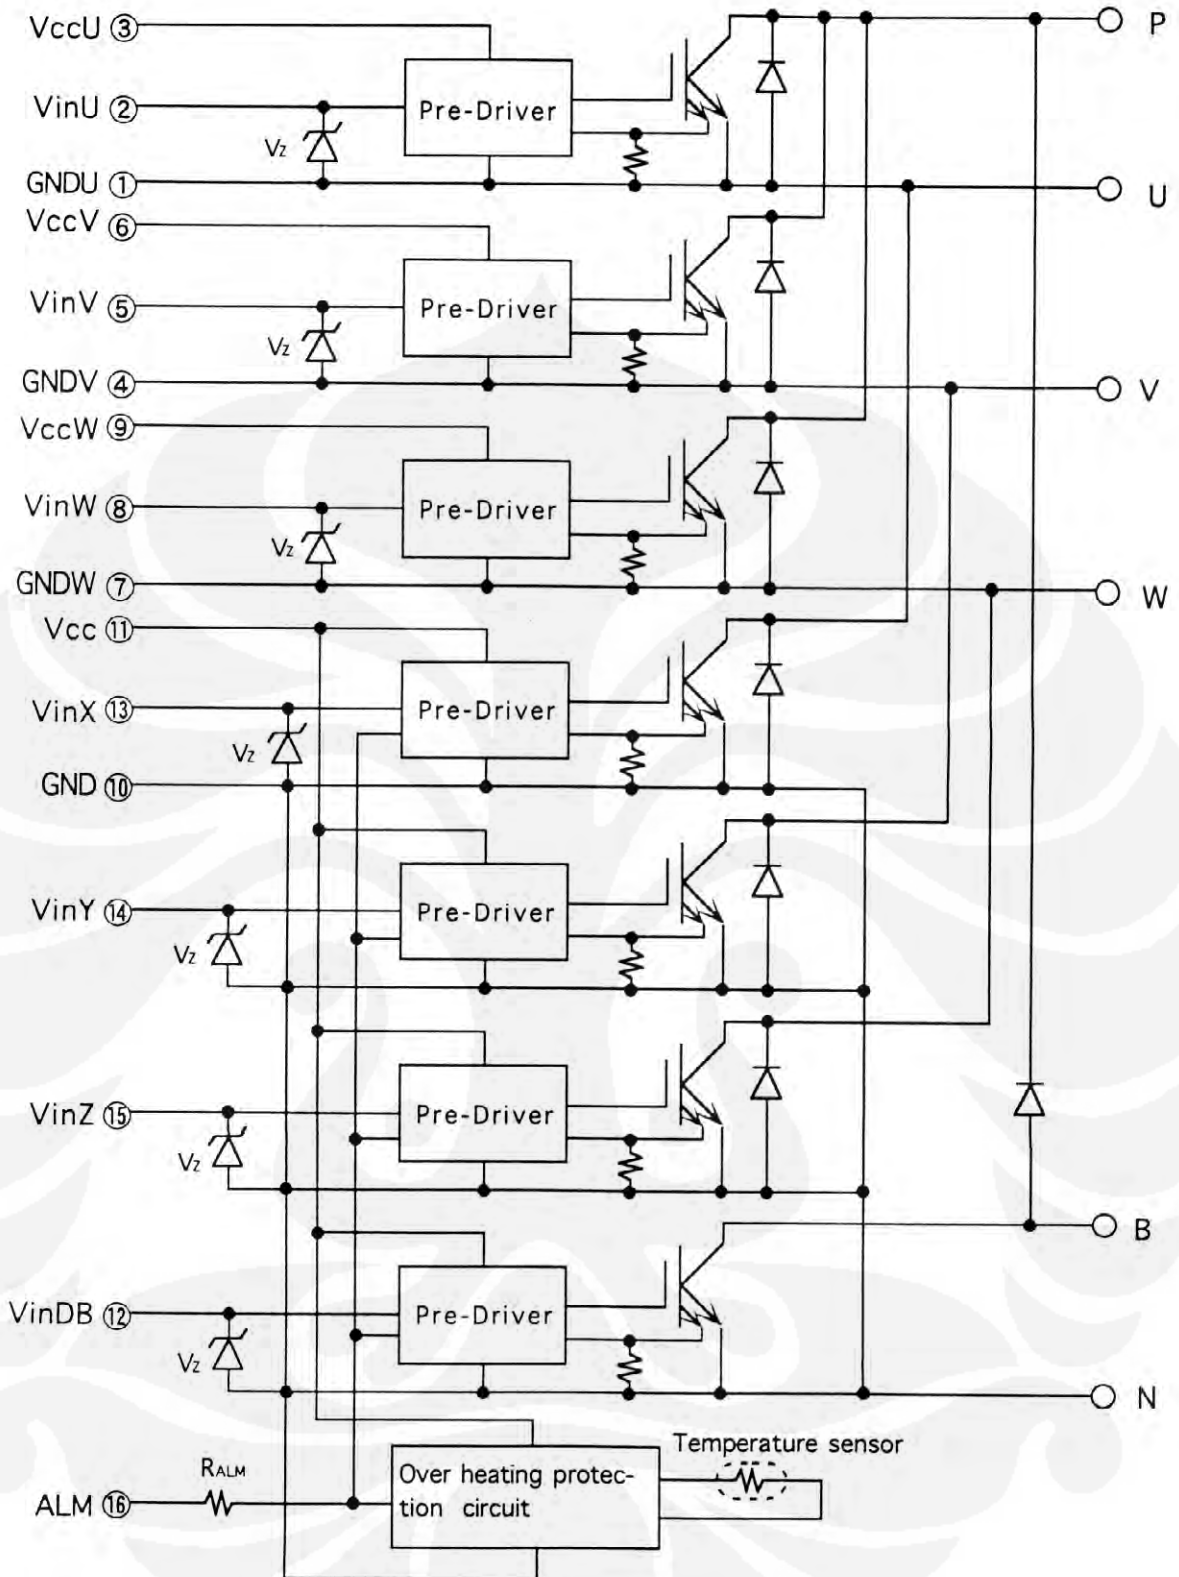 VccU ③
P
VinU ②
Pre-Driver
Vz
GNDU ①
U
VccV ⑥
VinV ⑤
Pre-Driver
Vz
GNDV ④
V
VccW ⑨
VinW ⑧
Pre-Driver
Vz
GNDW ⑦
W
Vcc ⑪
VinX ⑬
Pre-Driver
Vz
GND ⑩
VinY ⑭
Pre-Driver
Vz
VinZ ⑮
Pre-Driver
Vz
B
VinDB ⑫
Pre-Driver
Vz
N
Temperature sensor
RALM
Over heating protec-
tion circuit
ALM ⑯